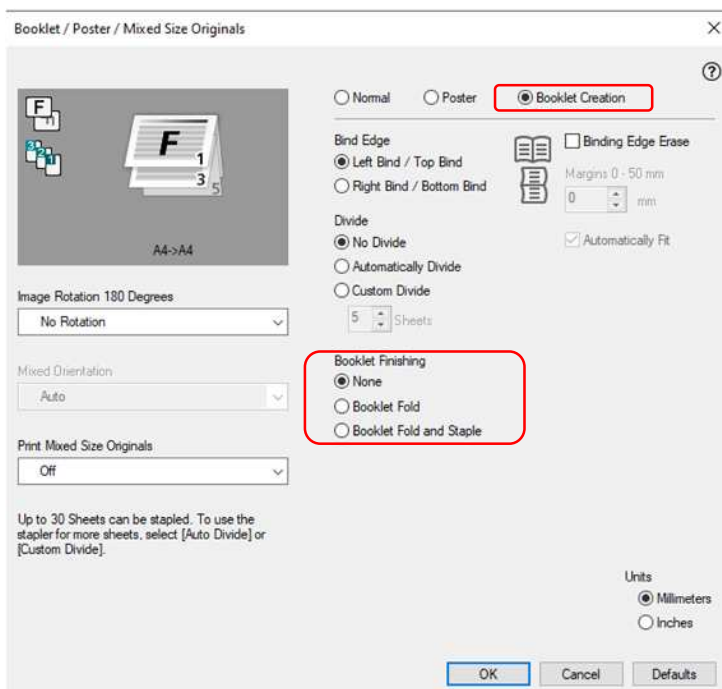 Booklet / Poster / Mixed Size Originals
Normal
Poster
Booklet Creation
F
1
3
5
A4->A4
Image Rotation 180 Degrees
No Rotation
Mixed Orientation
Auto
Print Mixed Size Originals
Off
Up to 30 Sheets can be stapled. To use the
stapler for more sheets, select [Auto Divide] or
[Custom Divide].
Bind Edge
Left Bind / Top Bind
Right Bind / Bottom Bind
Divide
No Divide
Automatically Divide
Custom Divide
5 Sheets
Booklet Finishing
None
Booklet Fold
Booklet Fold and Staple
Binding Edge Erase
Margins 0 - 50 mm
0 mm
Automatically Fit
Units
Millimeters
Inches
OK
Cancel
Defaults